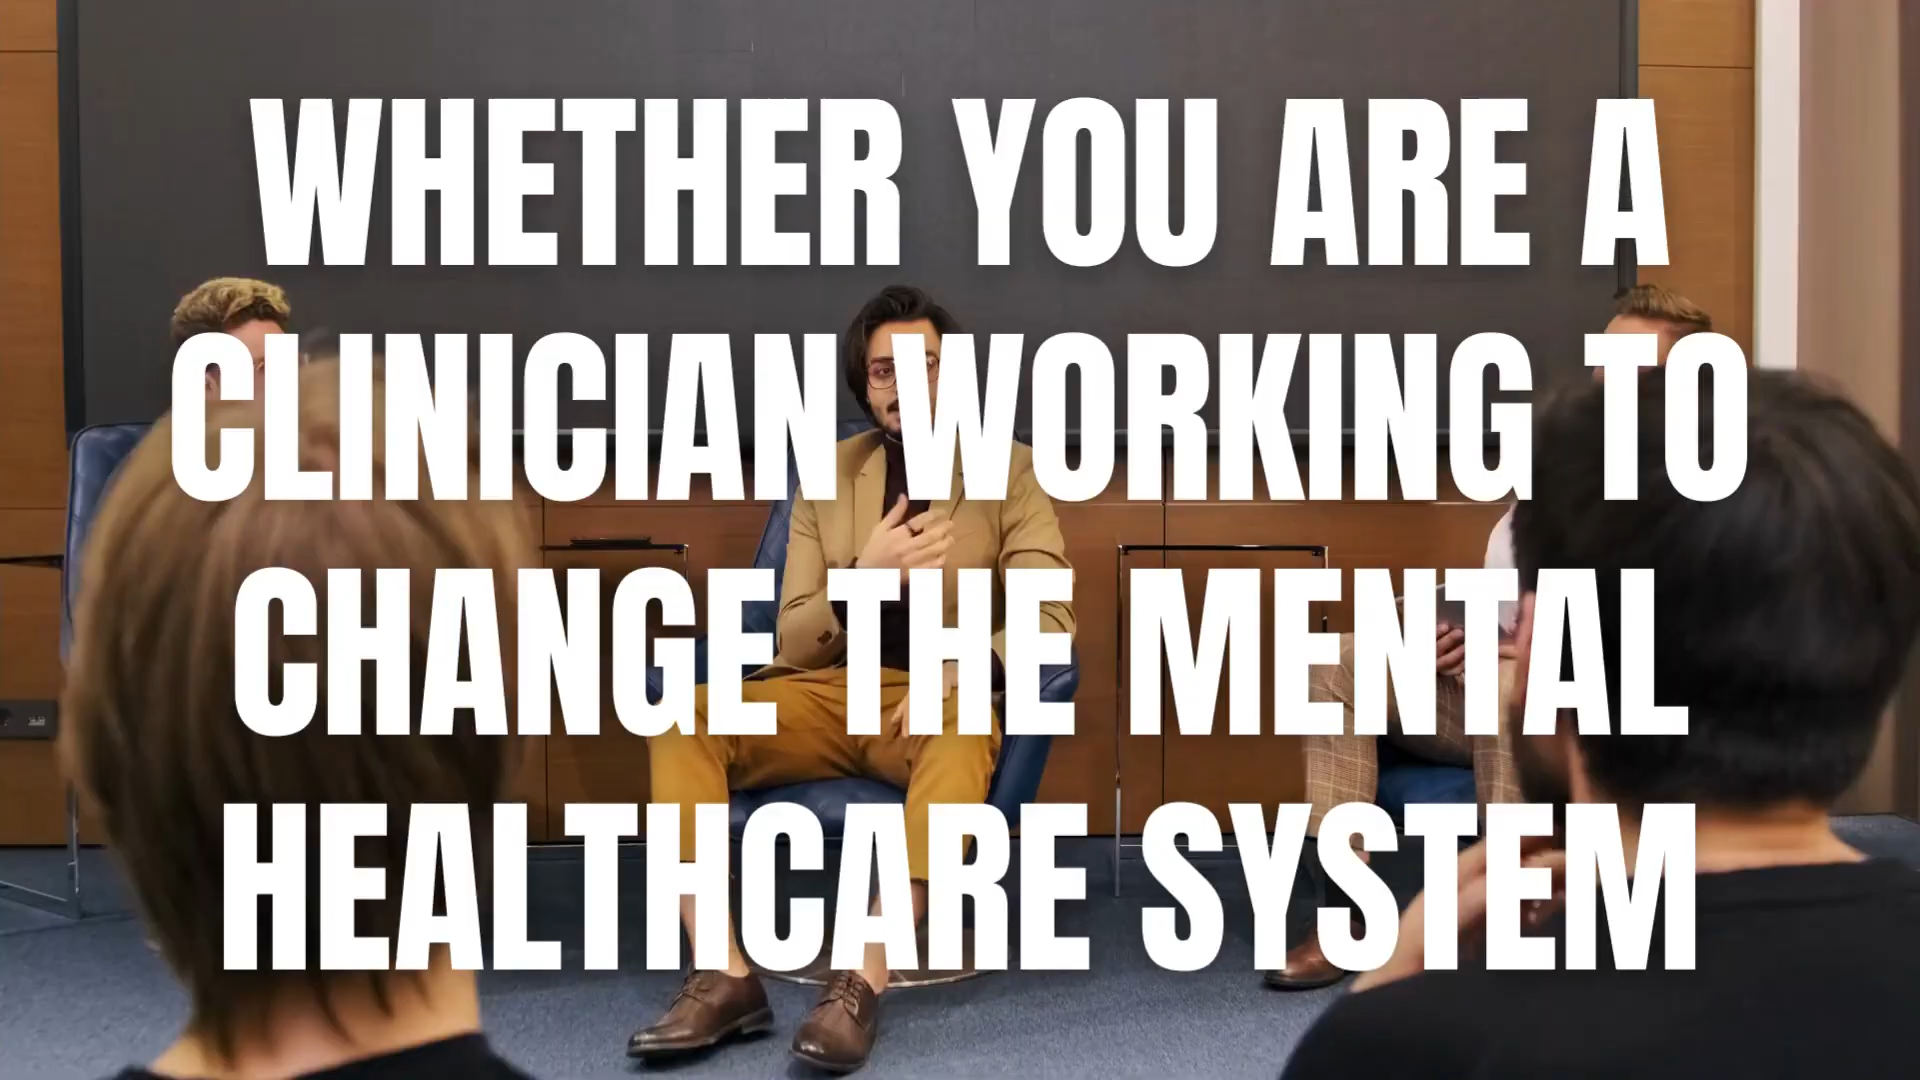 WHETHER YOU ARE A
CLINICIAN WORKING TO
CHANGE THE MENTAL
HEALTHCARE SYSTEM